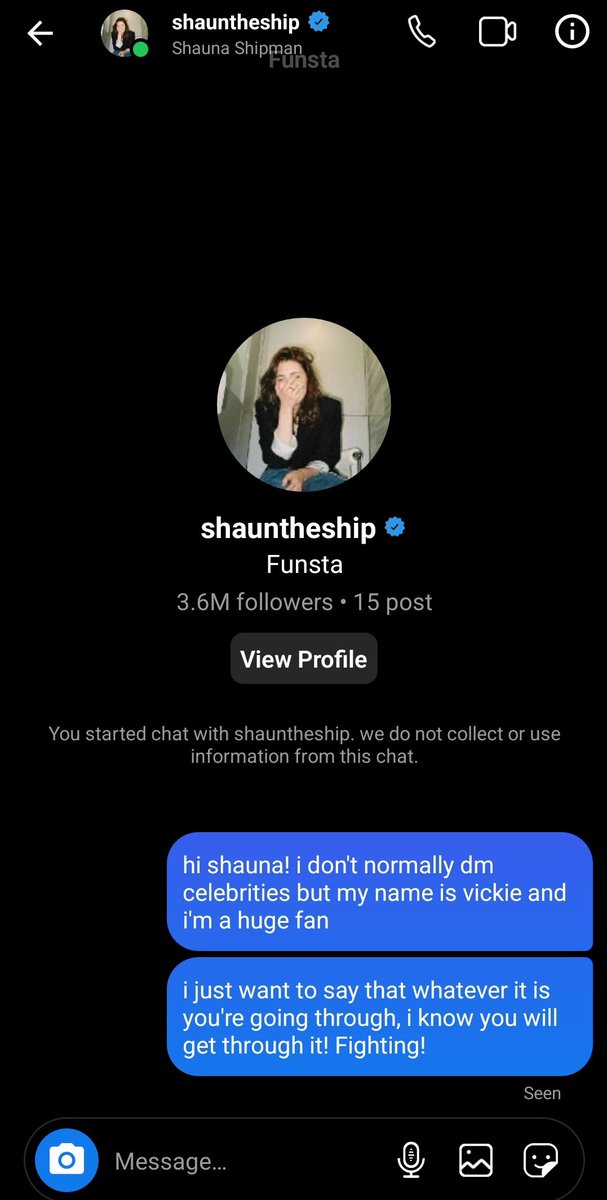 shauntheship
Shauna Shipman
Funsta
shauntheship
Funsta
3.6M followers • 15 post
View Profile
You started chat with shauntheship. we do not collect or use
information from this chat.
hi shauna! i don't normally dm
celebrities but my name is vickie and
i'm a huge fan
i just want to say that whatever it is
you're going through, i know you will
get through it! Fighting!
Seen
Message...